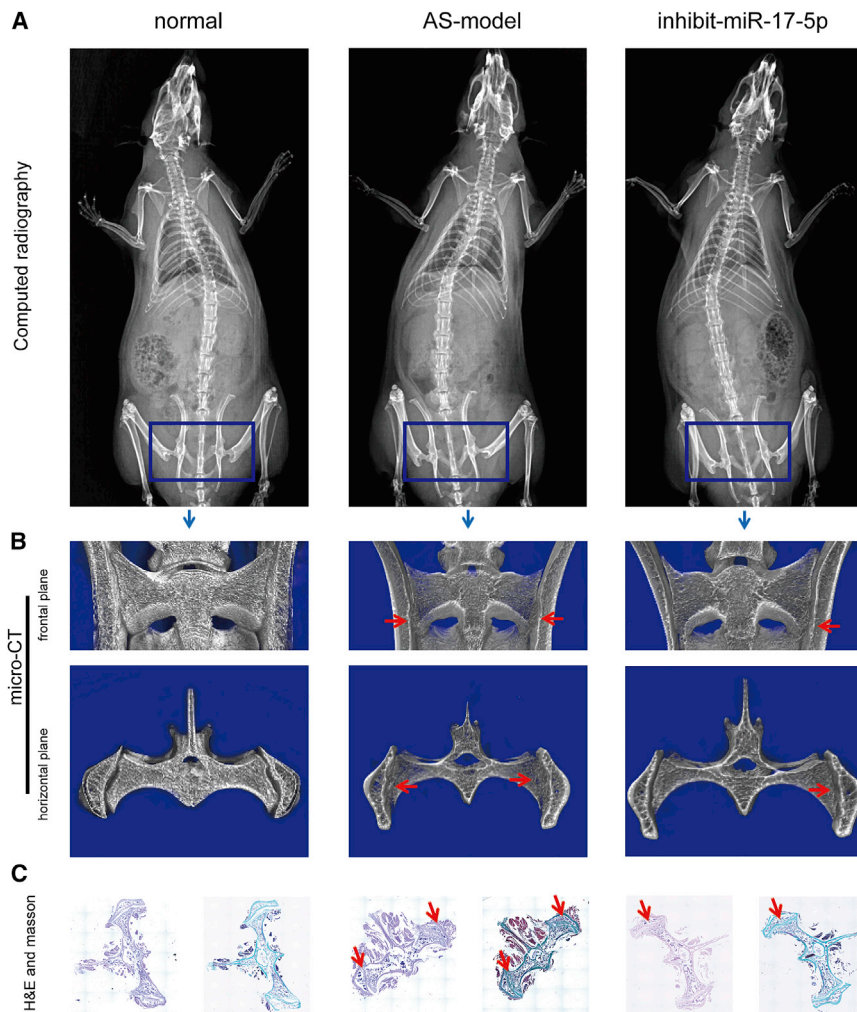 A
normal
AS-model
inhibit-miR-17-5p
Computed radiography
B
micro-CT
frontal plane
horizontal plane
C
H&E and masson